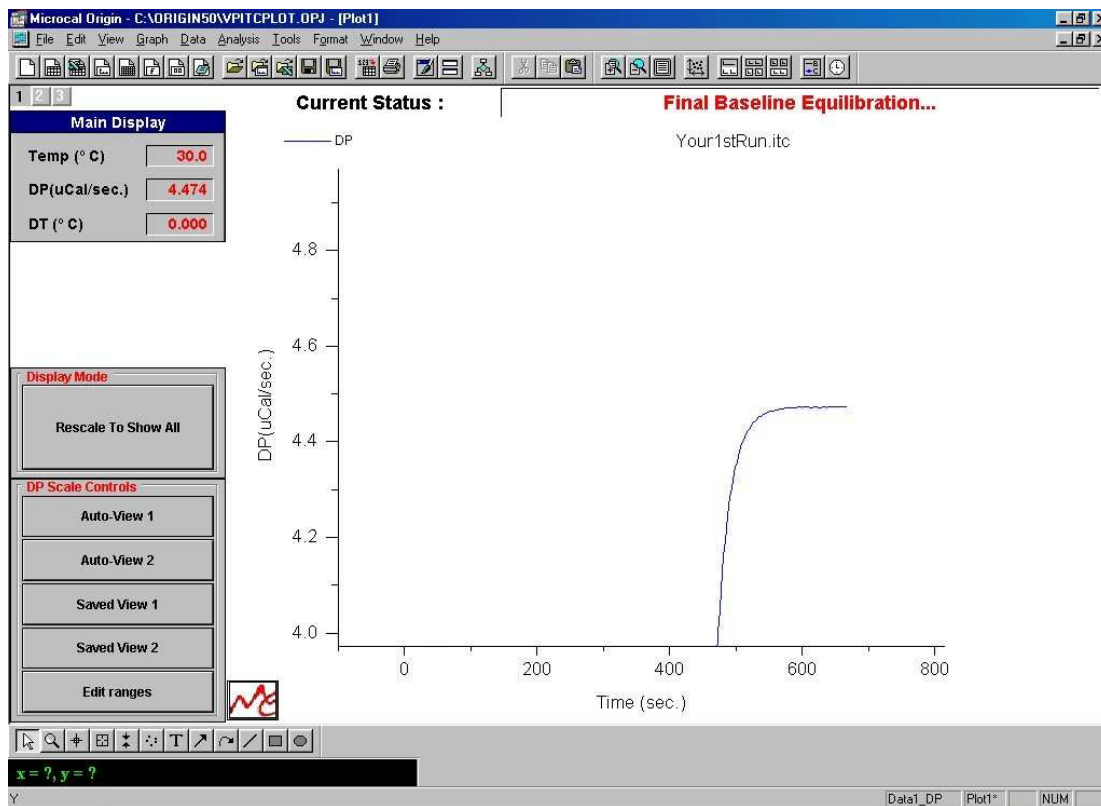 Microcal Origin - C:\ORIGIN50\VPITCPLOT.OPJ - [Plot1]
File Edit View Graph Data Analysis Tools Format Window Help
1 2 3
Current Status :
Final Baseline Equilibration...
Main Display
Temp (° C) 30.0
DP(uCal/sec.) 4.474
DT (° C) 0.000
DP
Your1stRun.itc
4.8
4.6
4.4
4.2
4.0
DP(uCal/sec.)
0 200 400 600 800
Time (sec.)
Display Mode
Rescale To Show All
DP Scale Controls
Auto-View 1
Auto-View 2
Saved View 1
Saved View 2
Edit ranges
T
x = ?, y = ?
Y
Data1_DP Plot1* NUM